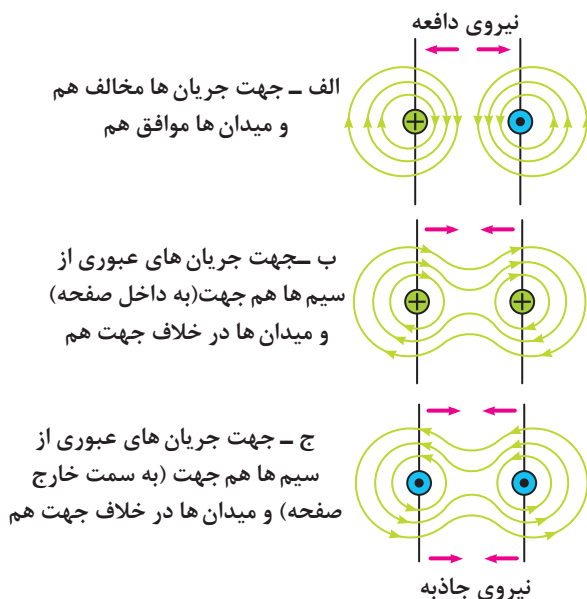 نیروی دافعه
الف – جهت جریان ها مخالف هم
و میدان ها موافق هم
ب –جهت جریان های عبوری از
سیم ها هم جهت(به داخل صفحه)
و میدان ها در خلاف جهت هم
ج – جهت جریان های عبوری از
سیم ها هم جهت (به سمت خارج
صفحه) و میدان ها در خلاف جهت هم
نیروی جاذبه